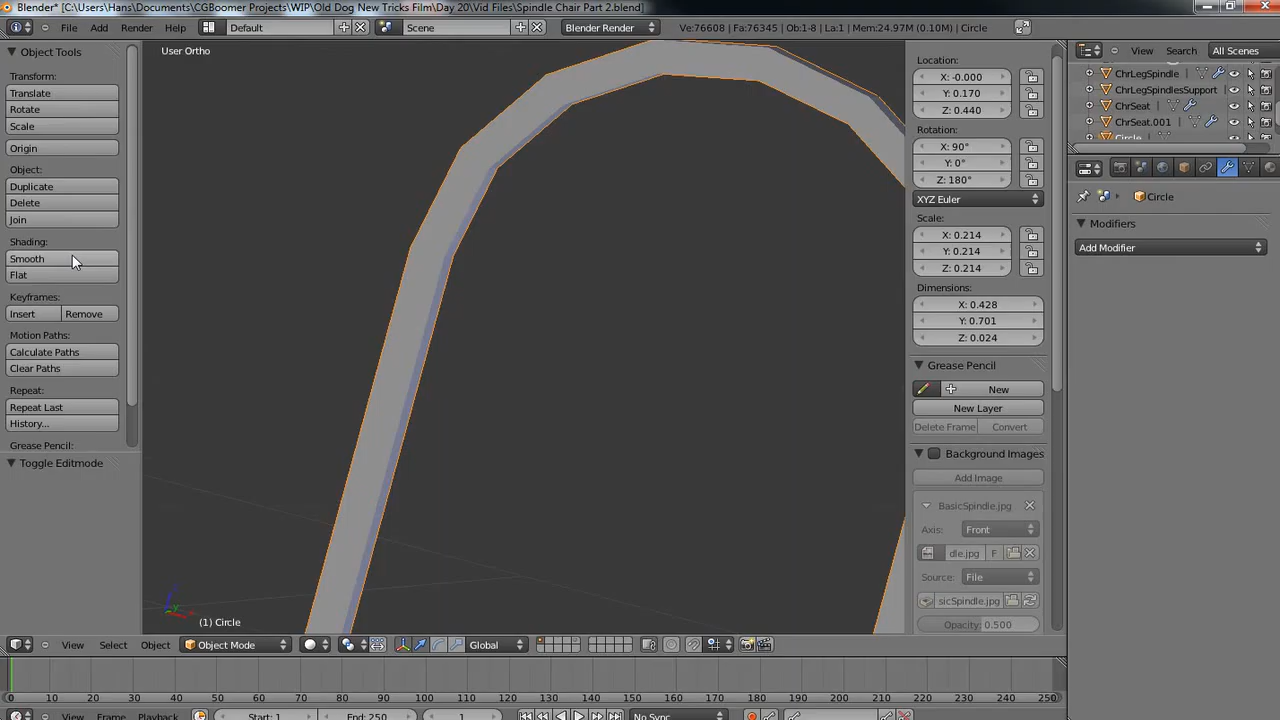 Blender* [C:\Users\Hans\Documents\CGBoomer Projects\WIP\Old Dog New Tricks Film\Day 20\Vid Files\Spindle Chair Part 2.blend]
File Add Render Help Default Scene Blender Render Ve:76608 | Fa:76345 | Ob:1-8 | La:1 | Mem:24.97M (0.10M) | Circle
Object Tools
Transform:
Translate
Rotate
Scale
Origin
Object:
Duplicate
Delete
Join
Shading:
Smooth
Flat
Keyframes:
Insert Remove
Motion Paths:
Calculate Paths
Clear Paths
Repeat:
Repeat Last
History...
Grease Pencil:
Toggle Editmode
User Ortho
(1) Circle
View Select Object Object Mode Global
Location:
X: -0.000
Y: 0.170
Z: 0.440
Rotation:
X: 90°
Y: 0°
Z: 180°
XYZ Euler
Scale:
X: 0.214
Y: 0.214
Z: 0.214
Dimensions:
X: 0.428
Y: 0.701
Z: 0.024
Grease Pencil
New
New Layer
Delete Frame Convert
Background Images
Add Image
BasicSpindle.jpg
Axis: Front
dle.jpg F
Source: File
sicSpindle.jpg
Opacity: 0.500
View Search All Scenes
ChrLegSpindle
ChrLegSpindlesSupport
ChrSeat
ChrSeat.001
Circle
Circle
Modifiers
Add Modifier
0 10 20 30 40 50 60 70 80 90 100 110 120 130 140 150 160 170 180 190 200 210 220 230 240 250
View Frame Playback Start: 1 End: 250 1 No Sync